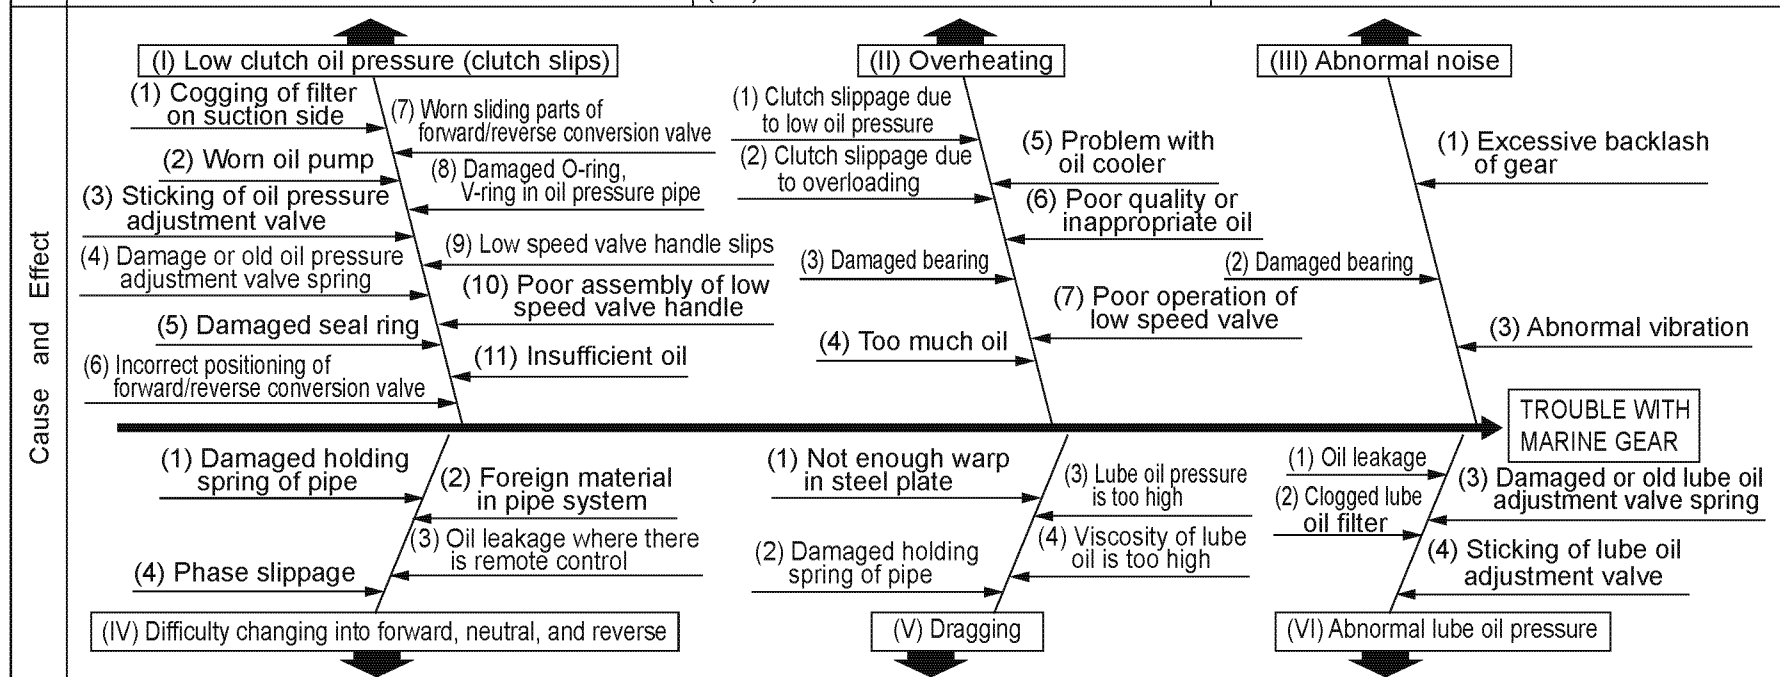 Cause and Effect
(I) Low clutch oil pressure (clutch slips)
(1) Cogging of filter
on suction side
(2) Worn oil pump
(3) Sticking of oil pressure
adjustment valve
(4) Damage or old oil pressure
adjustment valve spring
(5) Damaged seal ring
(6) Incorrect positioning of
forward/reverse conversion valve
(7) Worn sliding parts of
forward/reverse conversion valve
(8) Damaged O-ring,
V-ring in oil pressure pipe
(9) Low speed valve handle slips
(10) Poor assembly of low
speed valve handle
(11) Insufficient oil
(II) Overheating
(1) Clutch slippage due
to low oil pressure
(2) Clutch slippage due
to overloading
(3) Damaged bearing
(4) Too much oil
(5) Problem with
oil cooler
(6) Poor quality or
inappropriate oil
(7) Poor operation of
low speed valve
(III) Abnormal noise
(1) Excessive backlash
of gear
(2) Damaged bearing
(3) Abnormal vibration
TROUBLE WITH
MARINE GEAR
(1) Damaged holding
spring of pipe
(2) Foreign material
in pipe system
(3) Oil leakage where there
is remote control
(4) Phase slippage
(IV) Difficulty changing into forward, neutral, and reverse
(1) Not enough warp
in steel plate
(2) Damaged holding
spring of pipe
(3) Lube oil pressure
is too high
(4) Viscosity of lube
oil is too high
(V) Dragging
(1) Oil leakage
(2) Clogged lube
oil filter
(3) Damaged or old lube oil
adjustment valve spring
(4) Sticking of lube oil
adjustment valve
(VI) Abnormal lube oil pressure